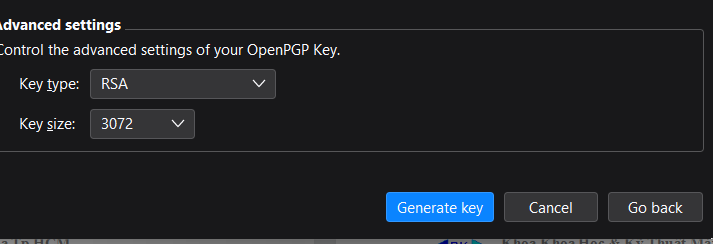 Advanced settings
Control the advanced settings of your OpenPGP Key.
Key type: RSA
Key size: 3072
Generate key Cancel Go back